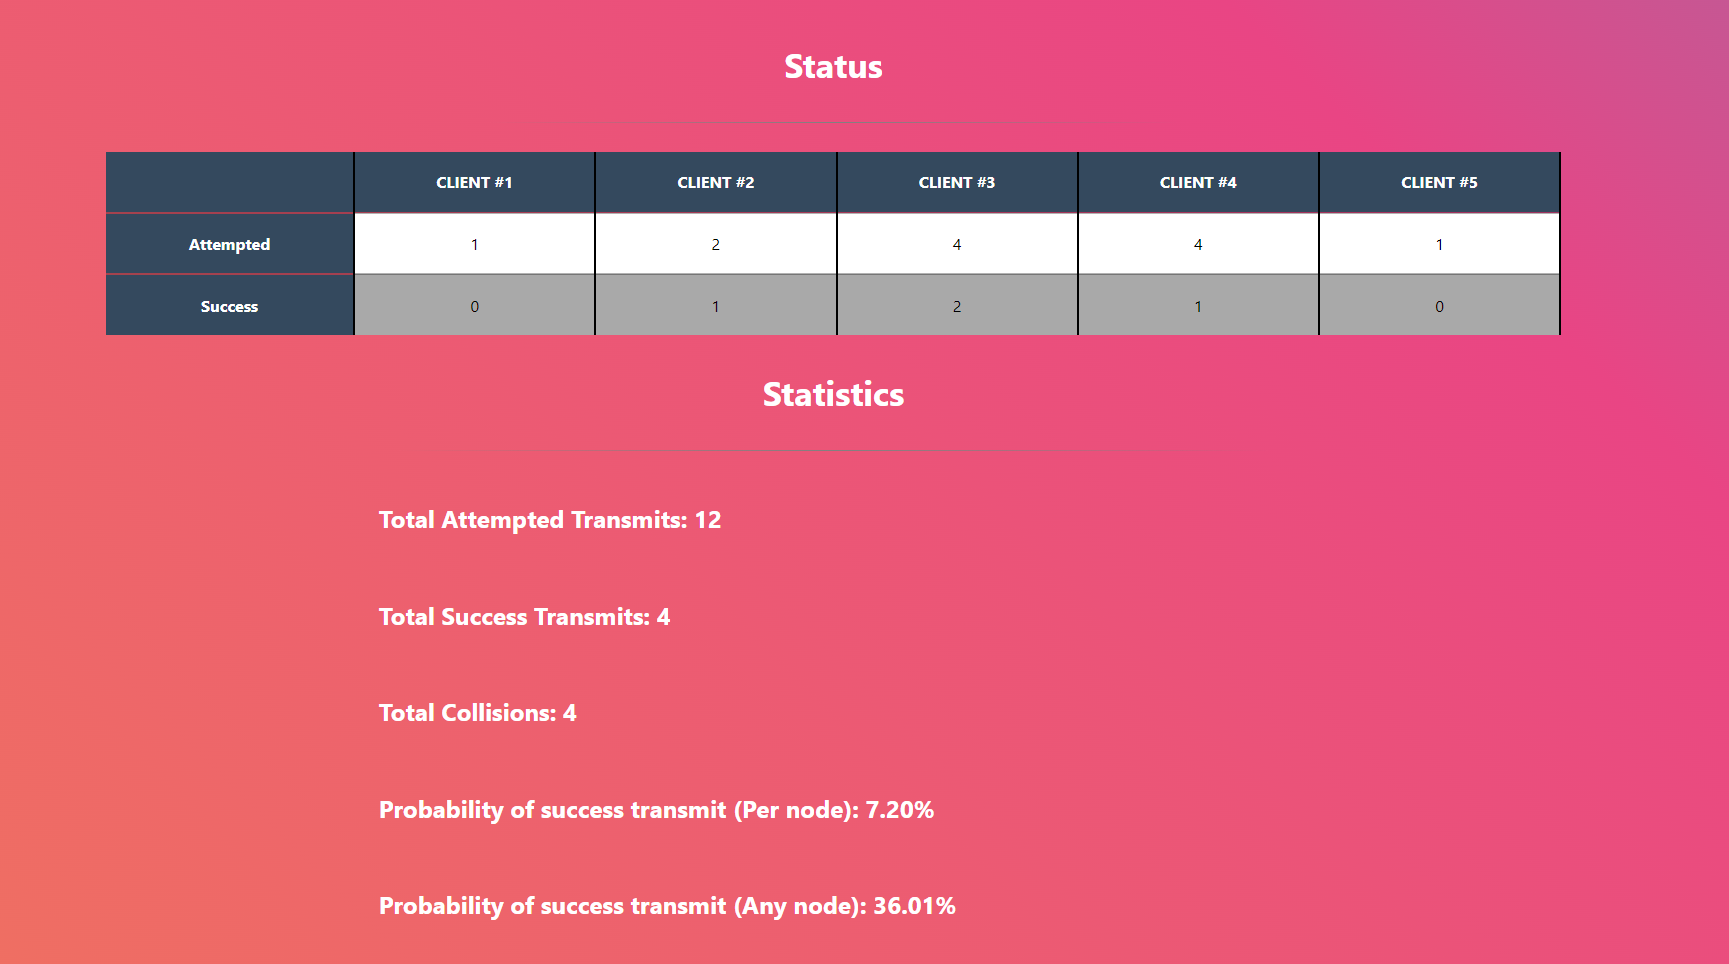 Status
CLIENT #1 CLIENT #2 CLIENT #3 CLIENT #4 CLIENT #5
Attempted 1 2 4 4 1
Success 0 1 2 1 0
Statistics
Total Attempted Transmits: 12
Total Success Transmits: 4
Total Collisions: 4
Probability of success transmit (Per node): 7.20%
Probability of success transmit (Any node): 36.01%